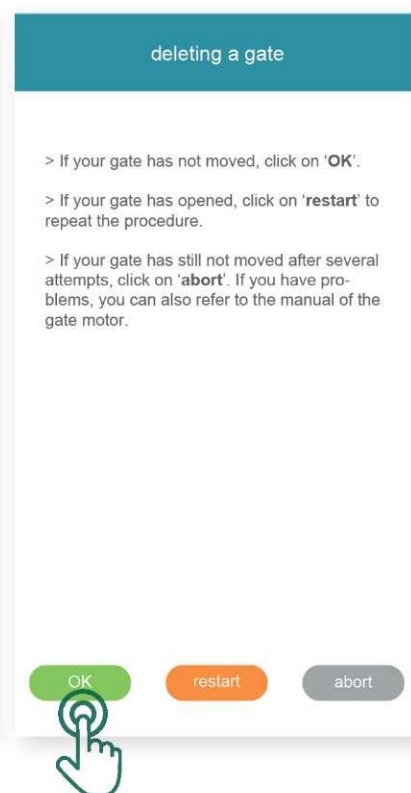 deleting a gate
> If your gate has not moved, click on ‘OK’.
> If your gate has opened, click on ‘restart’ to
repeat the procedure.
> If your gate has still not moved after several
attempts, click on ‘abort’. If you have pro-
blems, you can also refer to the manual of the
gate motor.
OK restart abort